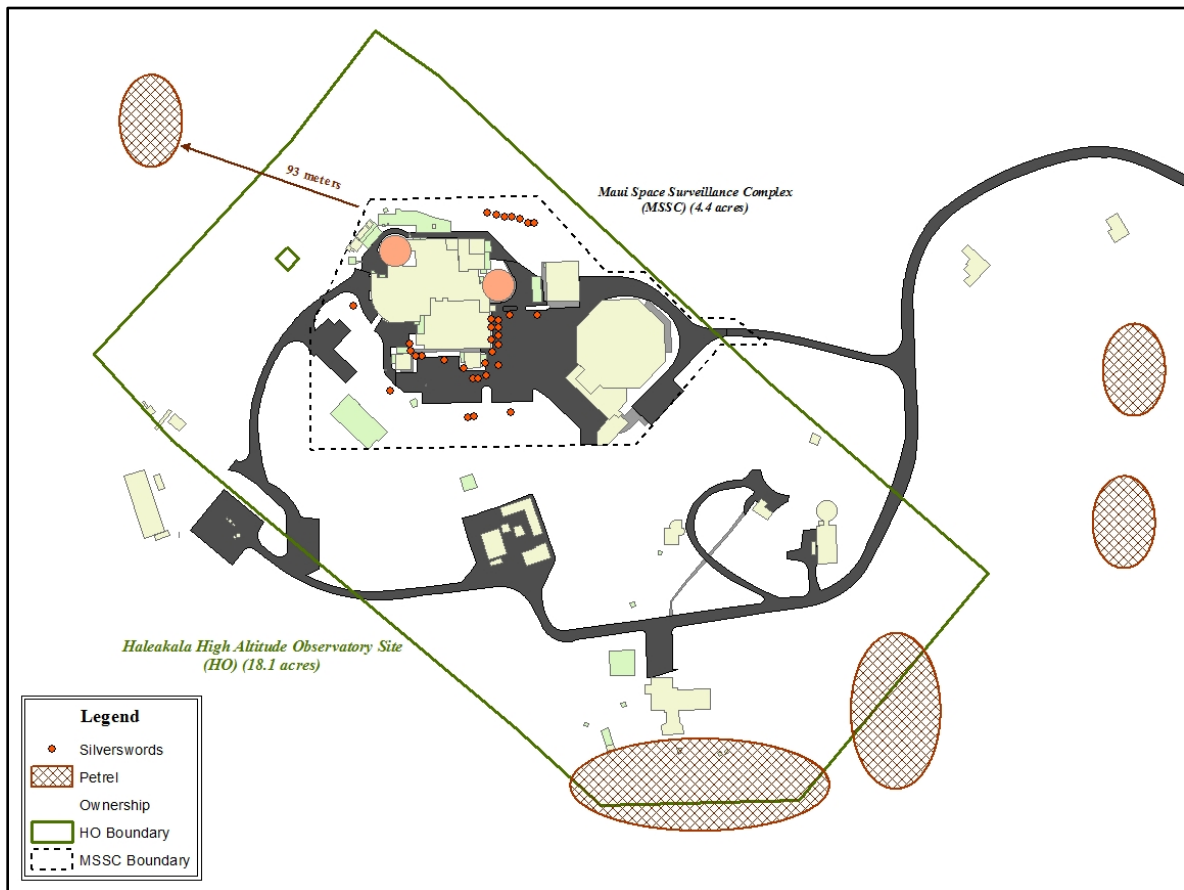 93 meters
Maui Space Surveillance Complex
(MSSC) (4.4 acres)
Haleakala High Altitude Observatory Site
(HO) (18.1 acres)
Legend
Silverswords
Petrel
Ownership
HO Boundary
MSSC Boundary